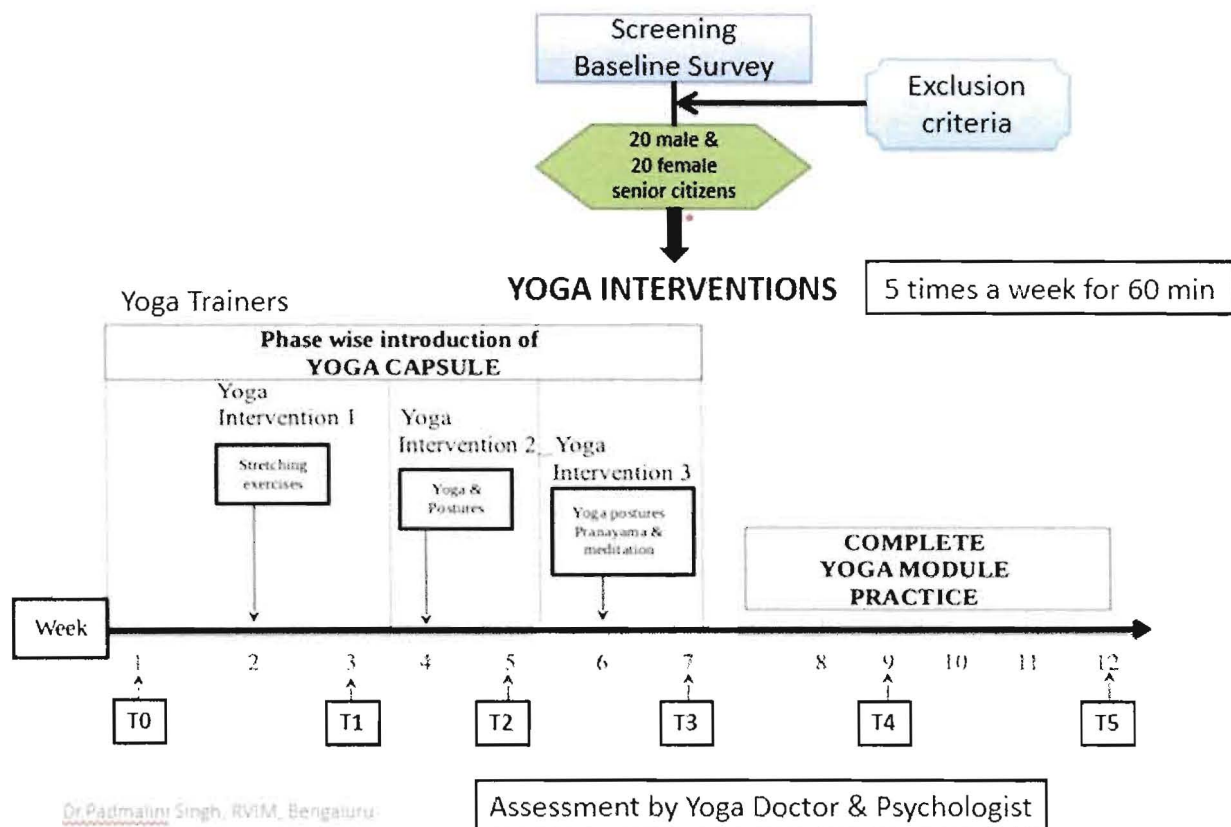 Screening
Baseline Survey
Exclusion
criteria
20 male &
20 female
senior citizens
YOGA INTERVENTIONS
5 times a week for 60 min
Yoga Trainers
Phase wise introduction of
YOGA CAPSULE
Yoga
Intervention 1
Yoga
Intervention 2
Yoga
Intervention 3
Stretching
exercises
Yoga &
Postures
Yoga postures
Pranayama &
meditation
COMPLETE
YOGA MODULE
PRACTICE
Week
1 2 3 4 5 6 7 8 9 10 11 12
T0 T1 T2 T3 T4 T5
Assessment by Yoga Doctor & Psychologist
Dr.Padmalini Singh, RVIM, Bengaluru